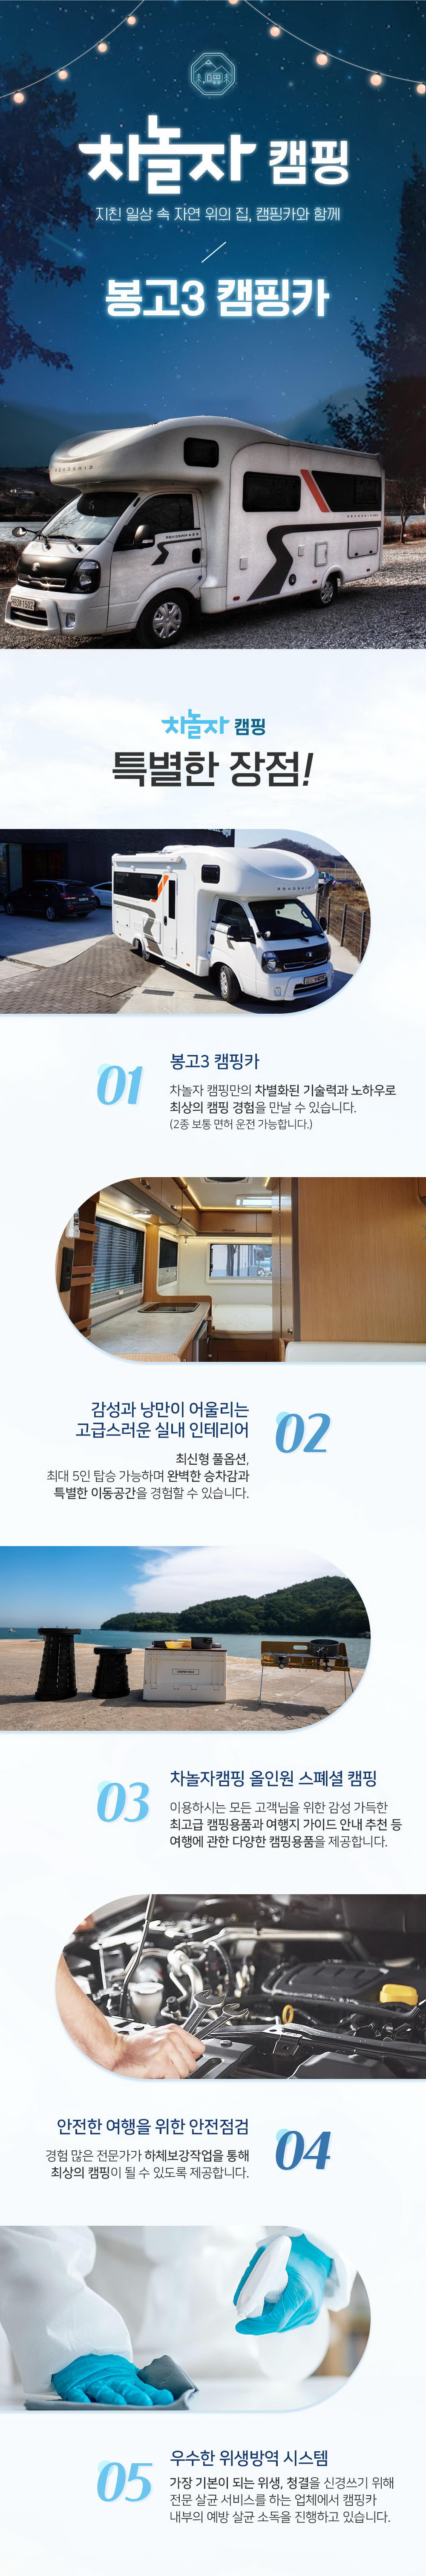 차놀자 캠핑
지친 일상 속 자연 위의 집, 캠핑카와 함께
봉고3 캠핑카
차놀자 캠핑
특별한 장점!
01
봉고3 캠핑카
차놀자 캠핑만의 차별화된 기술력과 노하우로
최상의 캠핑 경험을 만날 수 있습니다.
(2종 보통 면허 운전 가능합니다.)
감성과 낭만이 어울리는
고급스러운 실내 인테리어
02
최신형 풀옵션,
최대 5인 탑승 가능하며 완벽한 승차감과
특별한 이동공간을 경험할 수 있습니다.
03
차놀자캠핑 올인원 스폐셜 캠핑
이용하시는 모든 고객님을 위한 감성 가득한
최고급 캠핑용품과 여행지 가이드 안내 추천 등
여행에 관한 다양한 캠핑용품을 제공합니다.
안전한 여행을 위한 안전점검
04
경험 많은 전문가가 하체보강작업을 통해
최상의 캠핑이 될 수 있도록 제공합니다.
05
우수한 위생방역 시스템
가장 기본이 되는 위생, 청결을 신경쓰기 위해
전문 살균 서비스를 하는 업체에서 캠핑카
내부의 예방 살균 소독을 진행하고 있습니다.